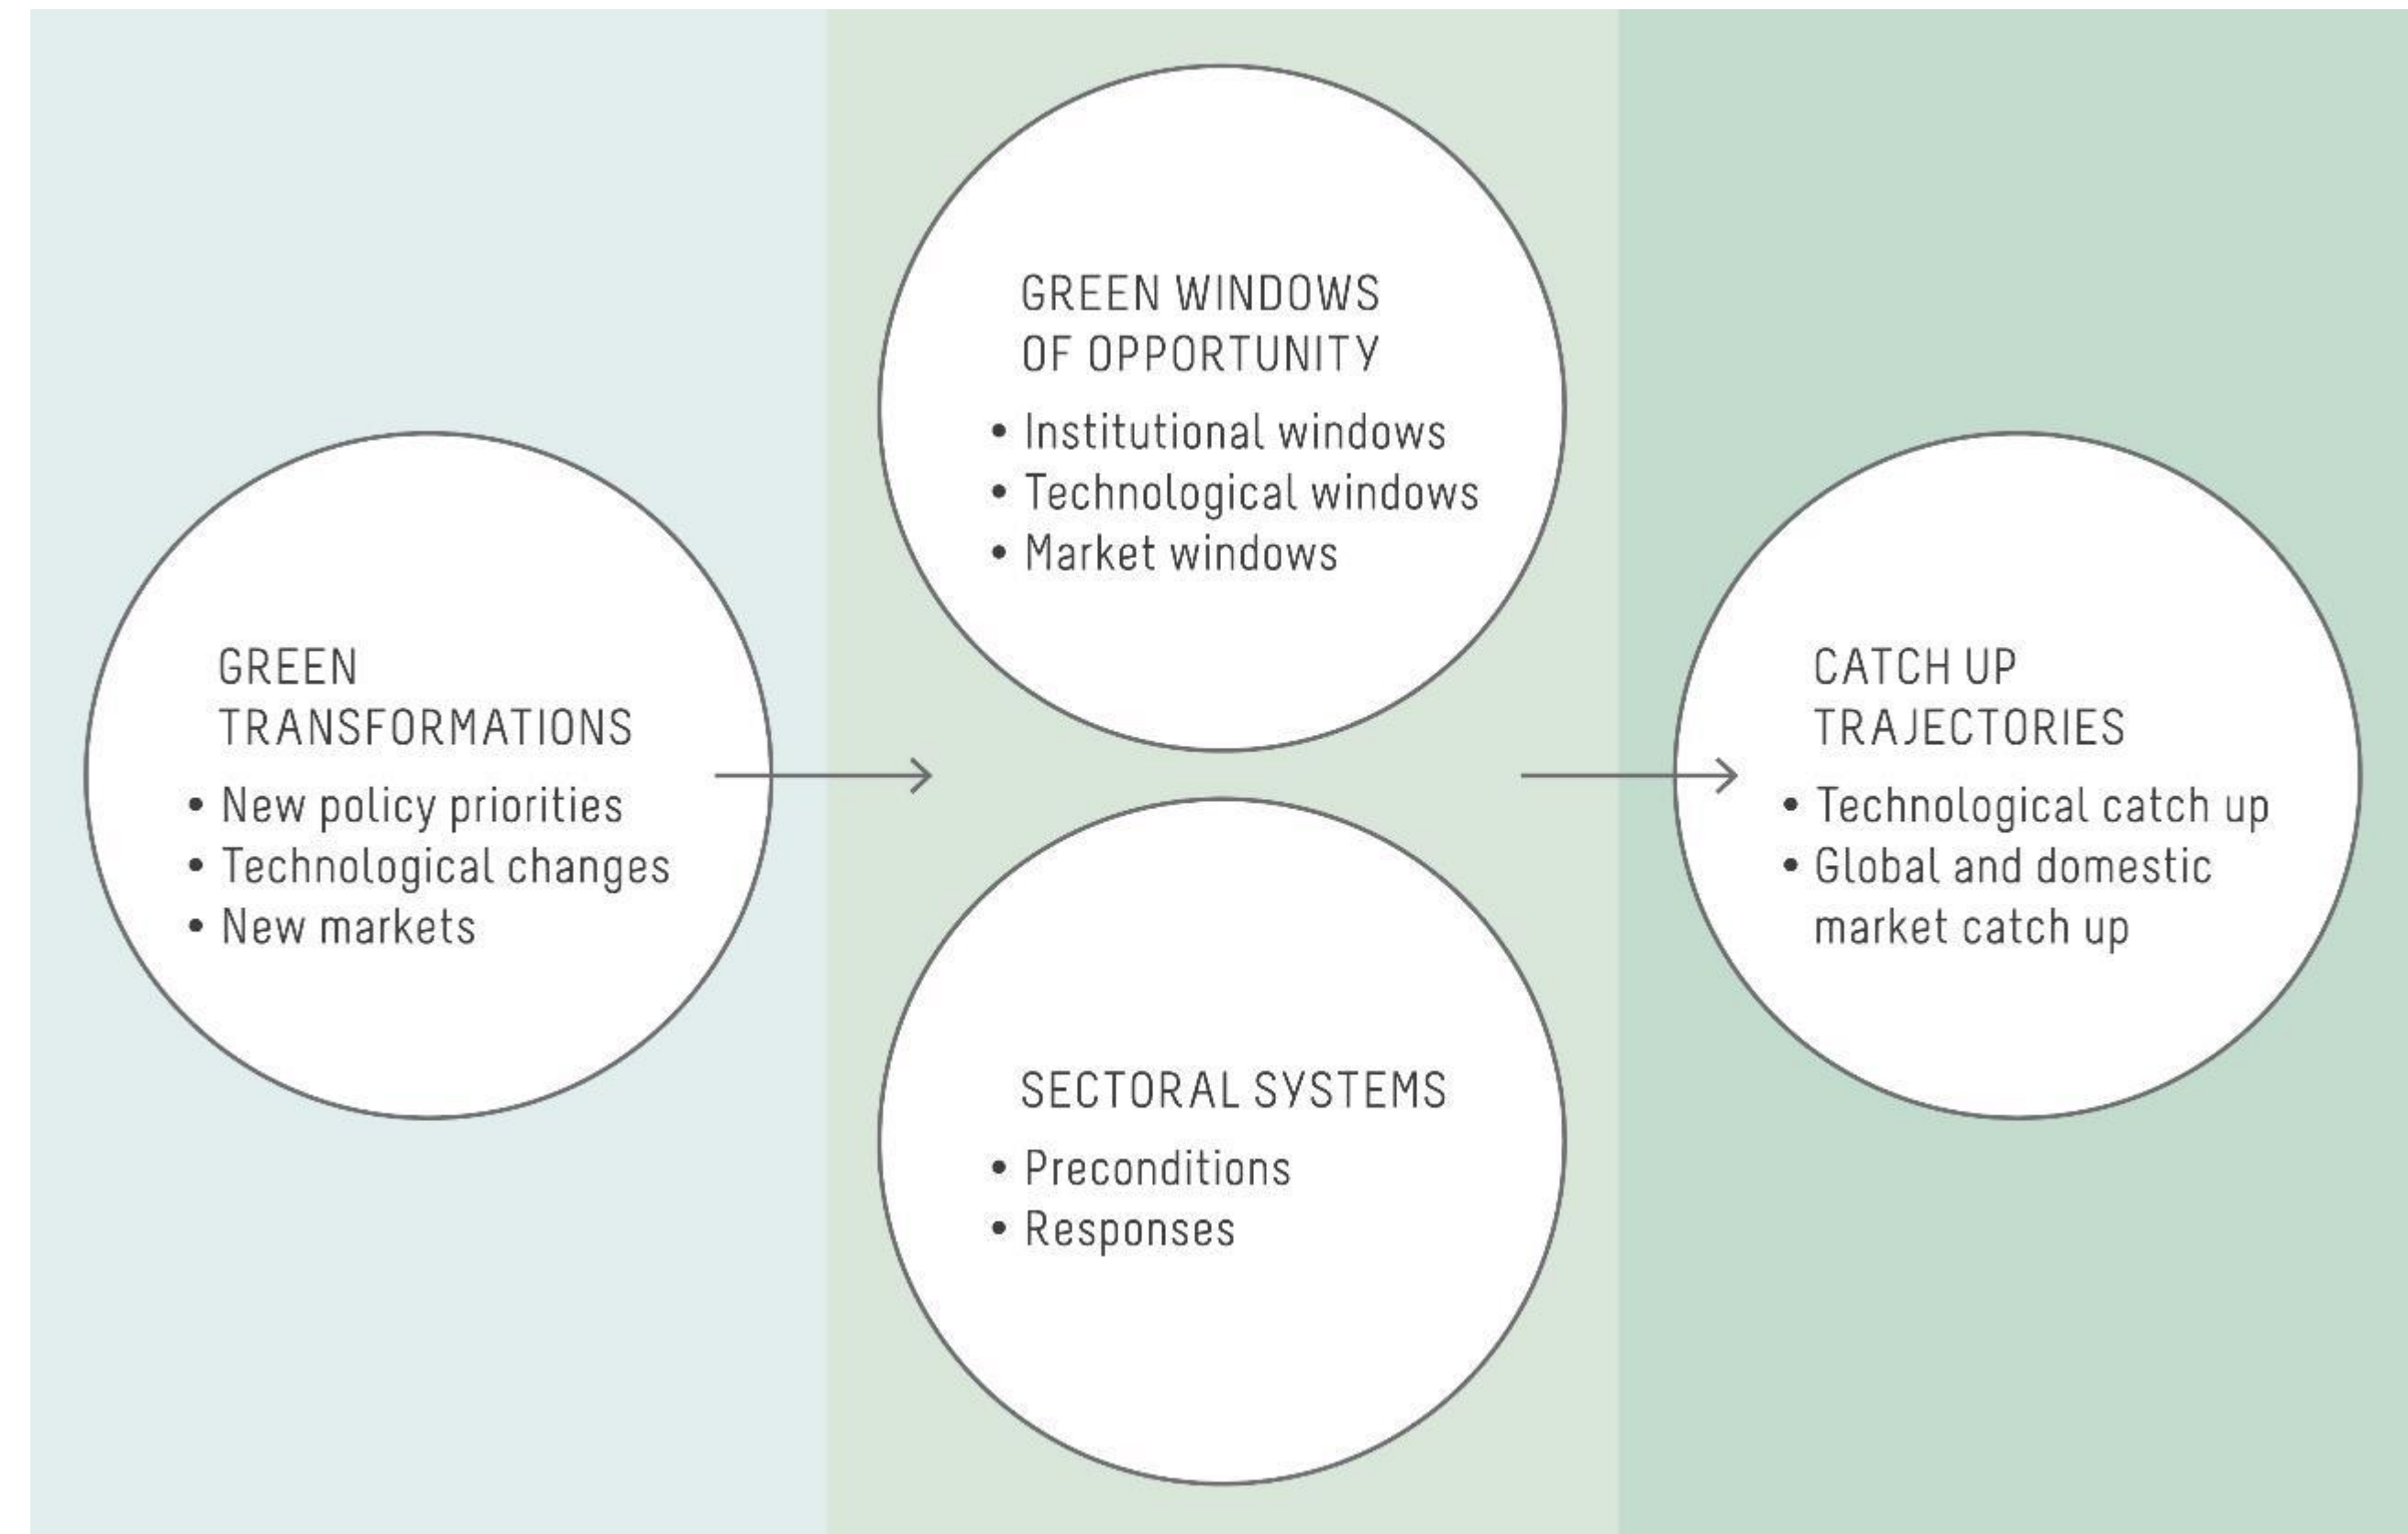 GREEN
TRANSFORMATIONS
• New policy priorities
• Technological changes
• New markets
GREEN WINDOWS
OF OPPORTUNITY
• Institutional windows
• Technological windows
• Market windows
SECTORAL SYSTEMS
• Preconditions
• Responses
CATCH UP
TRAJECTORIES
• Technological catch up
• Global and domestic
market catch up